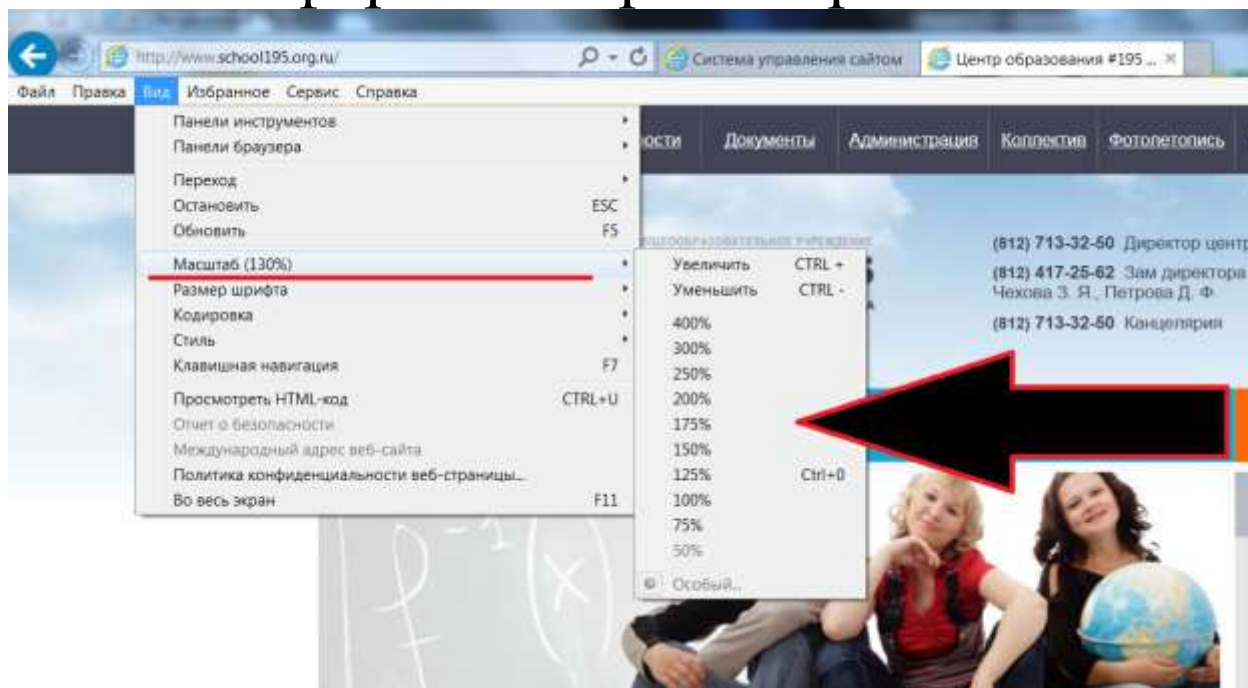 http://www.school195.org.ru/
Система управления сайтом
Центр образования #195 ...
Файл Правка Вид Избранное Сервис Справка
Панели инструментов
Панели браузера
Переход
Остановить ESC
Обновить F5
Масштаб (130%)
Размер шрифта
Кодировка
Стиль
Клавишная навигация F7
Просмотреть HTML-код CTRL+U
Отчет о безопасности
Международный адрес веб-сайта
Политика конфиденциальности веб-страницы...
Во весь экран F11
Увеличить CTRL +
Уменьшить CTRL -
400%
300%
250%
200%
175%
150%
125% Ctrl+0
100%
75%
50%
Особый...
Документы Администрация Коллектив Фотолетопись
(812) 713-32-50 Директор
(812) 417-25-62 Зам директора
Чехова З. Я., Петрова Д. Ф.
(812) 713-32-50 Канцелярия
f⁻¹(x)